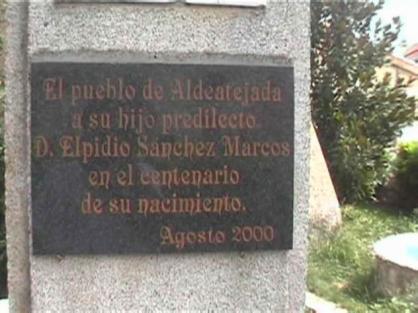 El pueblo de Aldeatejada
a su hijo predilecto
D. Elpidio Sánchez Marcos
en el centenario
de su nacimiento.
Agosto 2000